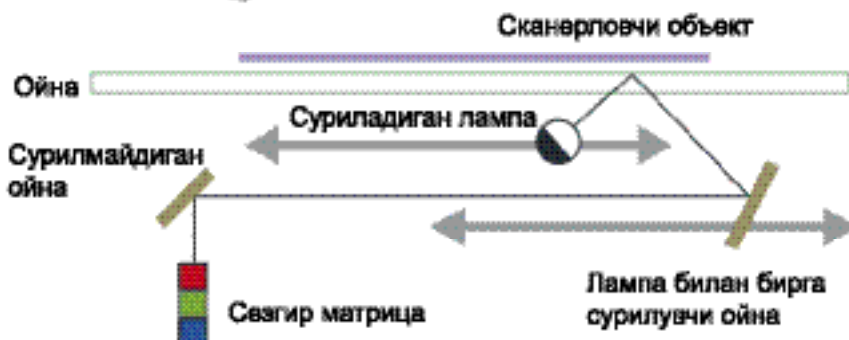 Сканерловчи объект
Ойна
Суриладиган лампа
Сурилмайдиган
ойна
Лампа билан бирга
сурилувчи ойна
Сезгир матрица